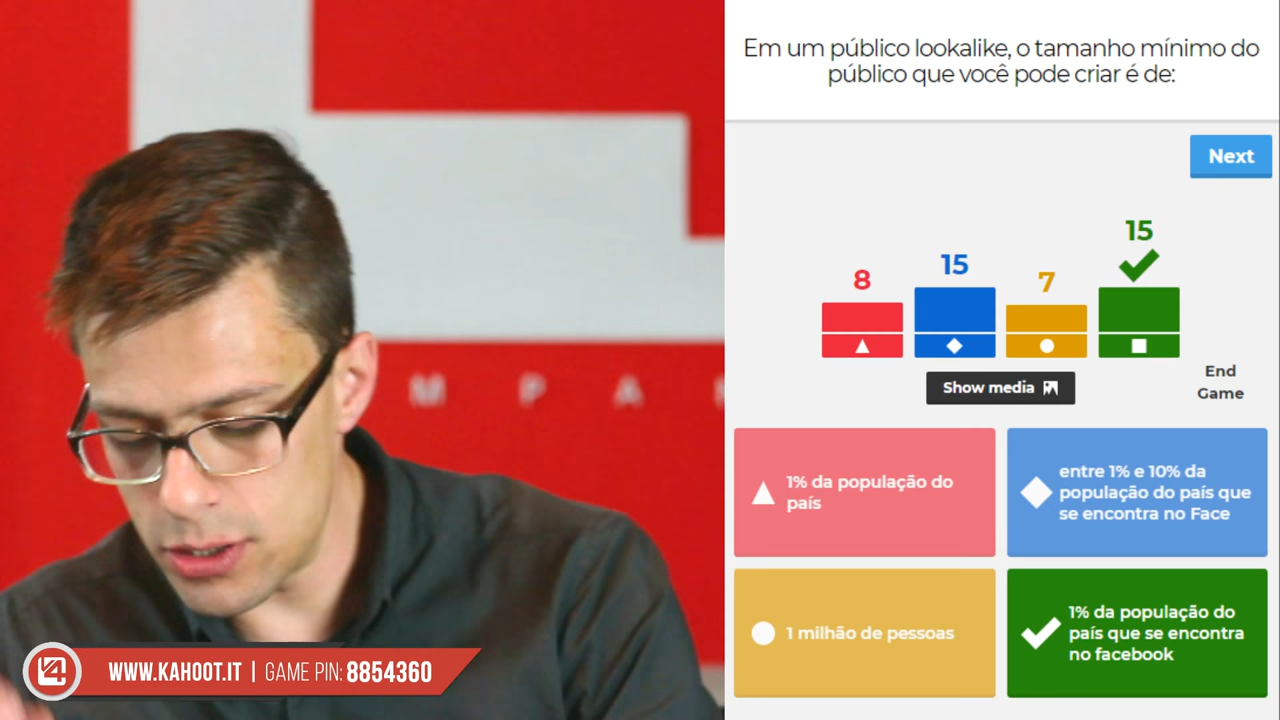 Em um público lookalike, o tamanho mínimo do
público que você pode criar é de:
Next
8
15
7
15
Show media
End
Game
1% da população do
país
entre 1% e 10% da
população do país que
se encontra no Face
1 milhão de pessoas
1% da população do
país que se encontra
no facebook
M P A
WWW.KAHOOT.IT | GAME PIN: 8854360